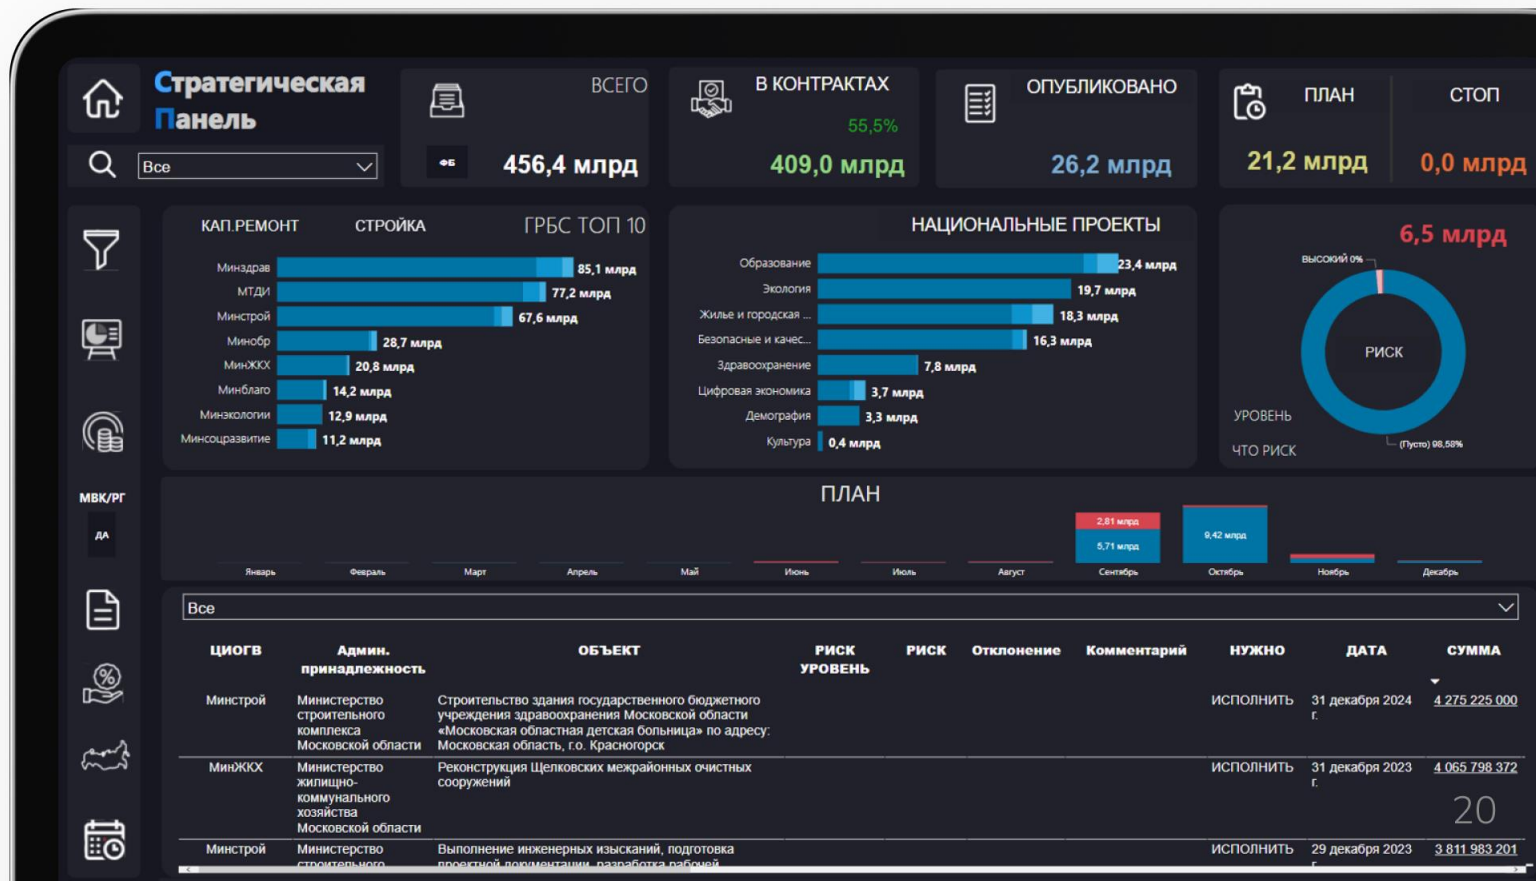 Стратегическая
Панель
Все
ВСЕГО
ФБ
456,4 млрд
В КОНТРАКТАХ
55,5%
409,0 млрд
ОПУБЛИКОВАНО
26,2 млрд
ПЛАН
21,2 млрд
СТОП
0,0 млрд
КАП.РЕМОНТ СТРОЙКА ГРБС ТОП 10
Минздрав 85,1 млрд
МТДИ 77,2 млрд
Минстрой 67,6 млрд
Минобр 28,7 млрд
МинЖКХ 20,8 млрд
Минблаго 14,2 млрд
Минэкологии 12,9 млрд
Минсоцразвитие 11,2 млрд
НАЦИОНАЛЬНЫЕ ПРОЕКТЫ
Образование 23,4 млрд
Экология 19,7 млрд
Жилье и городская ... 18,3 млрд
Безопасные и качес... 16,3 млрд
Здравоохранение 7,8 млрд
Цифровая экономика 3,7 млрд
Демография 3,3 млрд
Культура 0,4 млрд
6,5 млрд
ВЫСОКИЙ 0%
РИСК
УРОВЕНЬ
ЧТО РИСК
(Пусто) 98,58%
МВК/РГ
ДА
ПЛАН
2,81 млрд
5,71 млрд
9,42 млрд
Январь Февраль Март Апрель Май Июнь Июль Август Сентябрь Октябрь Ноябрь Декабрь
Все
ЦИОГВ Админ. ОБЪЕКТ РИСК РИСК Отклонение Комментарий НУЖНО ДАТА СУММА
принадлежность УРОВЕНЬ
Минстрой Министерство Строительство здания государственного бюджетного ИСПОЛНИТЬ 31 декабря 2024 4 275 225 000
строительного учреждения здравоохранения Московской области г.
комплекса «Московская областная детская больница» по адресу:
Московской области Московская область, г.о. Красногорск
МинЖКХ Министерство Реконструкция Щелковских межрайонных очистных ИСПОЛНИТЬ 31 декабря 2023 4 065 798 372
жилищно- сооружений г.
коммунального
хозяйства
Московской области
20
Минстрой Министерство Выполнение инженерных изысканий, подготовка ИСПОЛНИТЬ 29 декабря 2023 3 811 983 201
строительного проектной документации, разработка рабочей г.